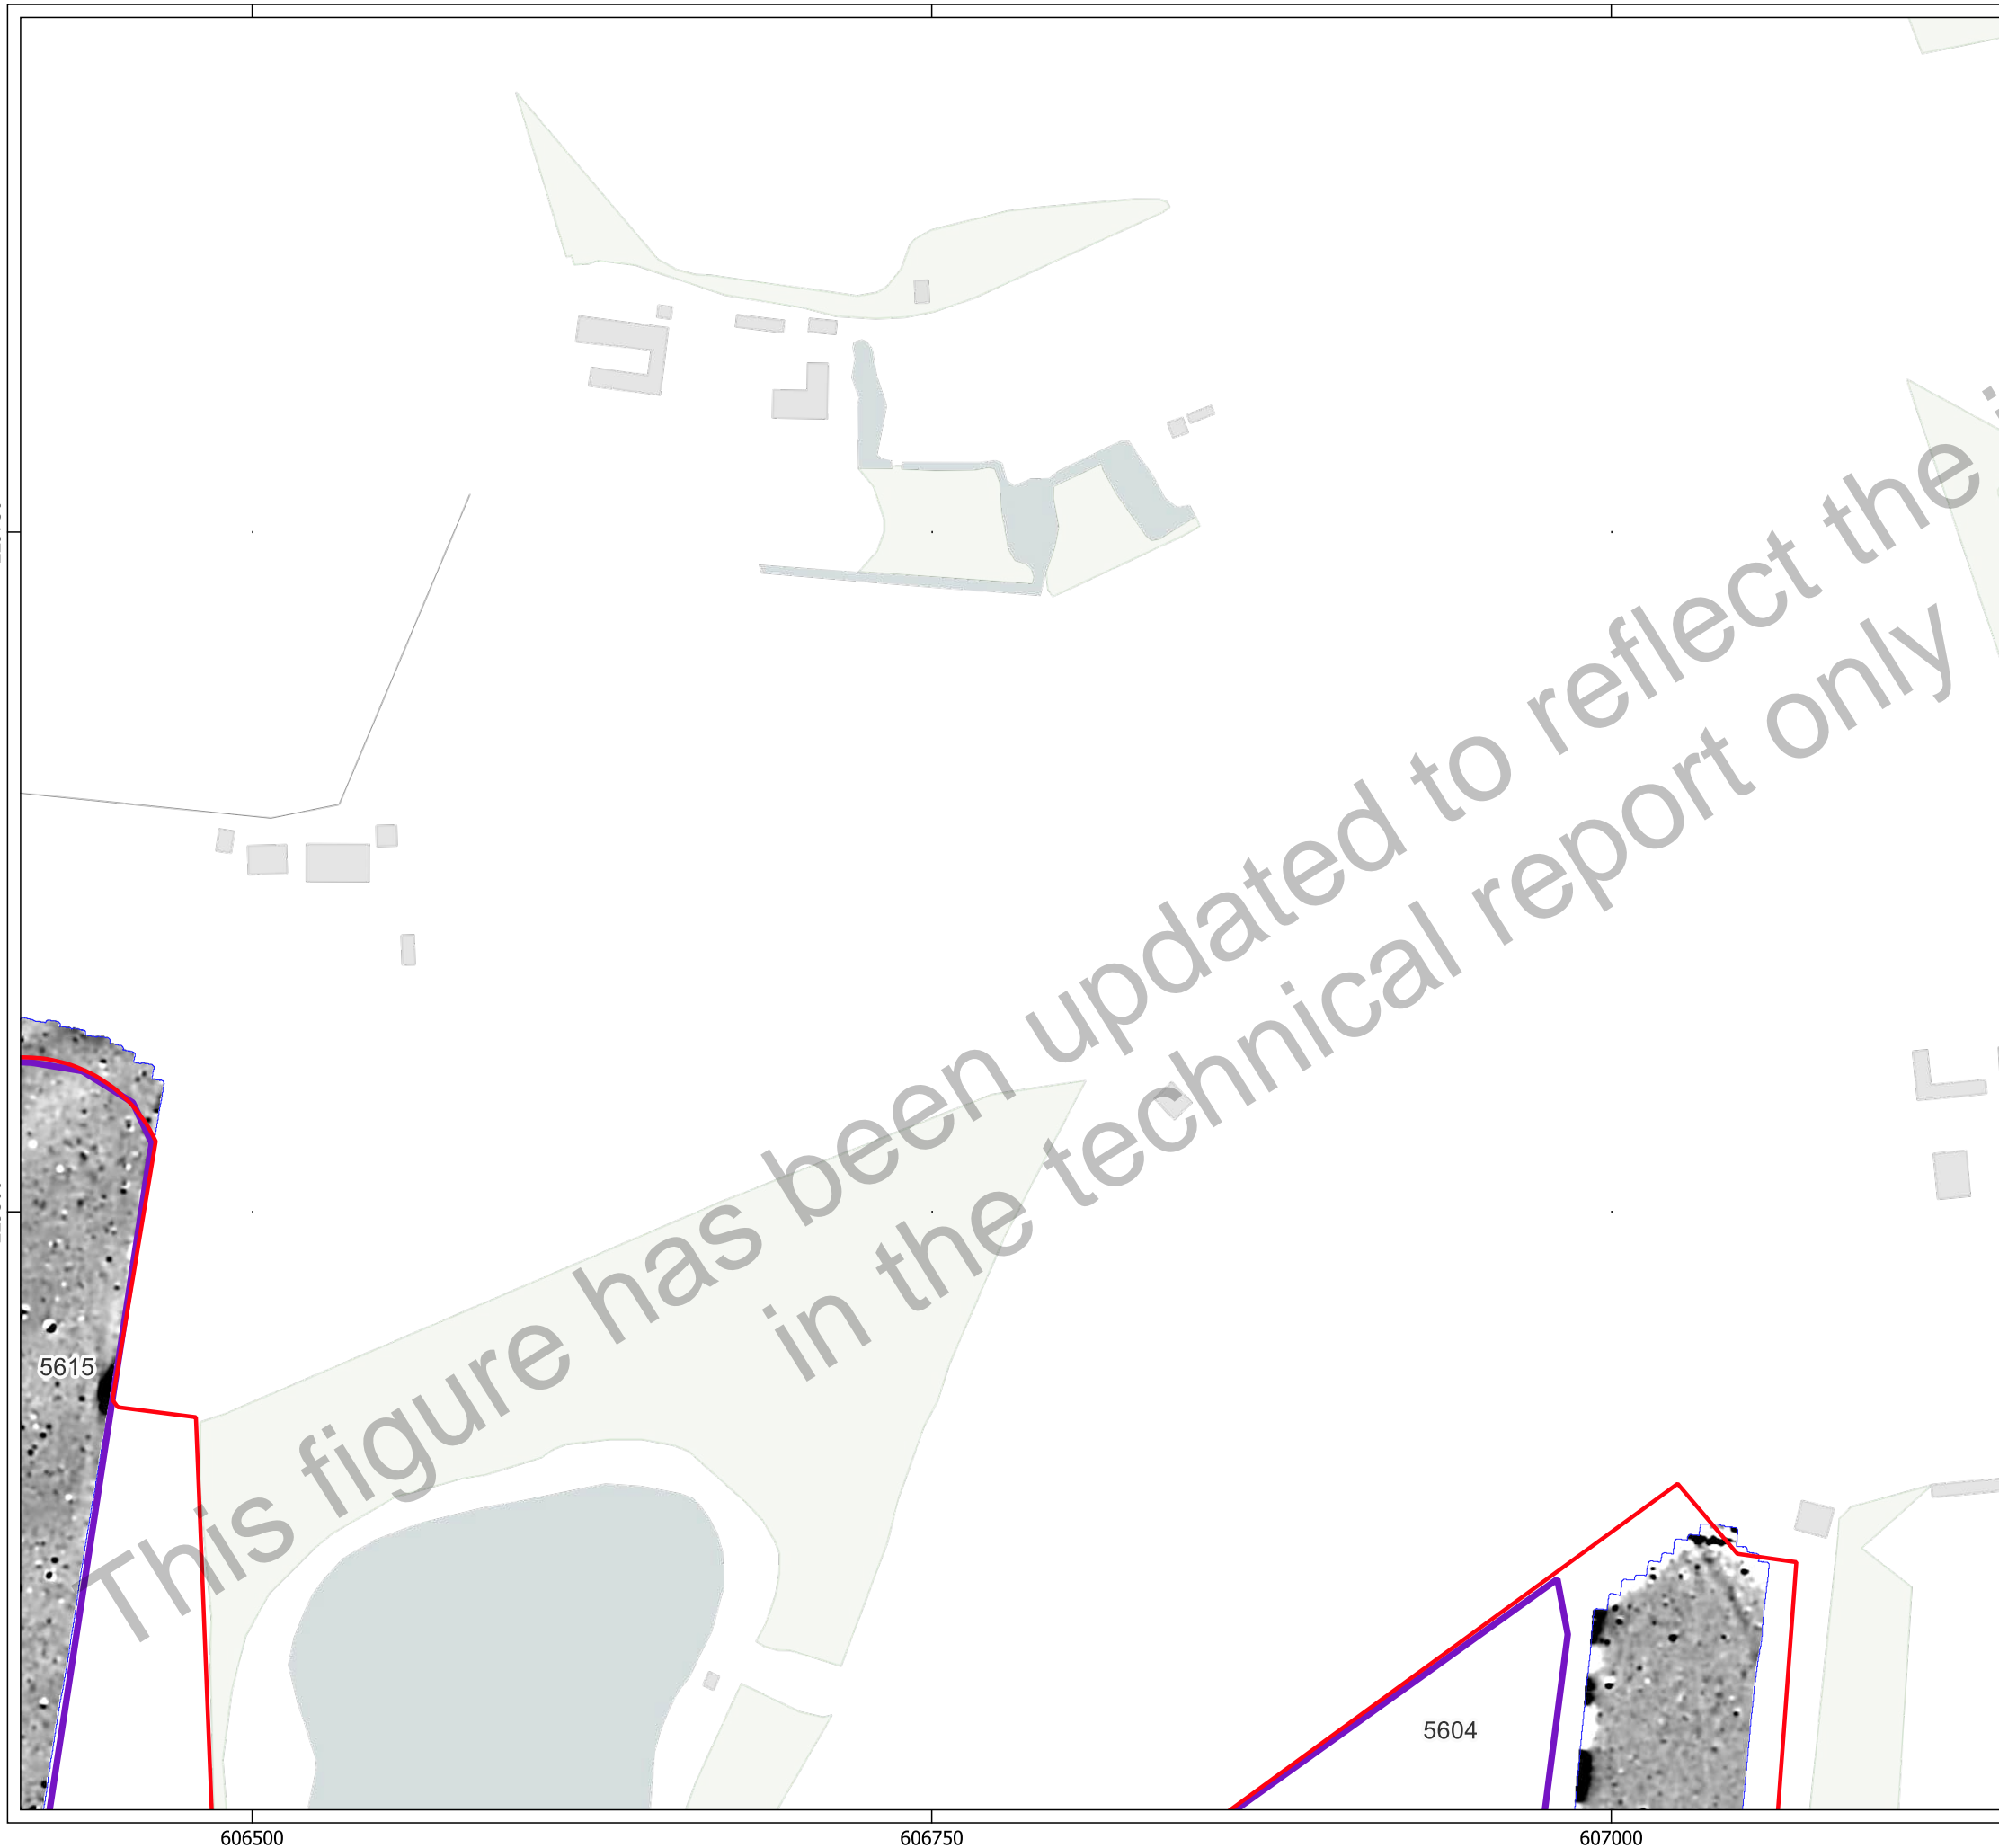 This figure has been updated to reflect the
in the technical report only
5615
5604
606500 606750 607000